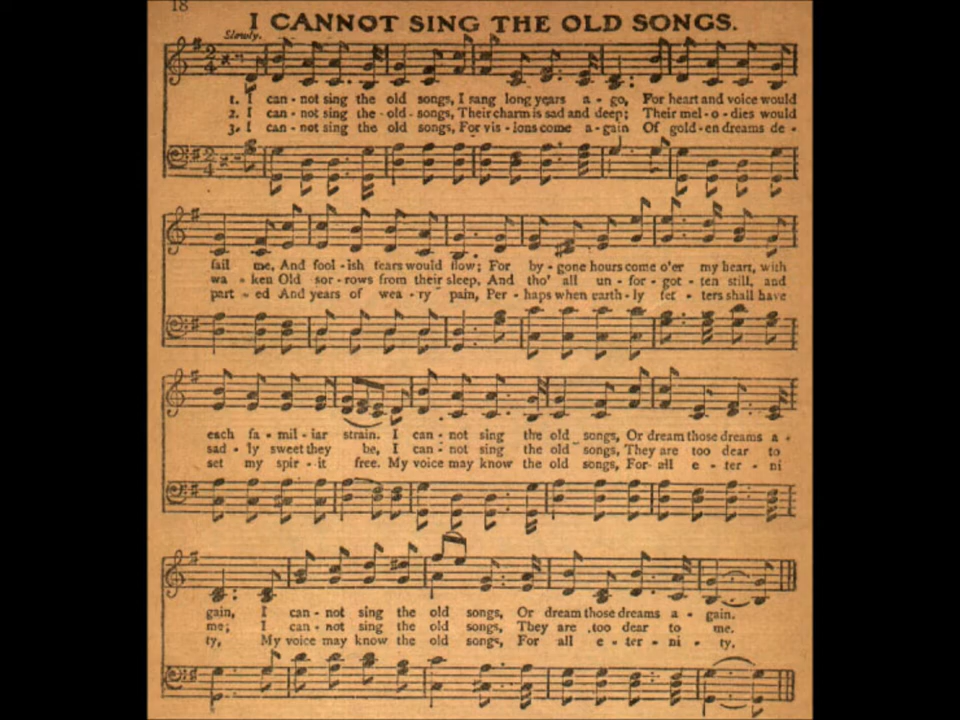 18
I CANNOT SING THE OLD SONGS.
Slowly.
1. I can - not sing the old songs, I sang long years a - go, For heart and voice would
2. I can - not sing the old - songs, Their charm is sad and deep; Their mel - o - dies would
3. I can - not sing the old songs, For vis - ions come a - gain Of gold - en dreams de -
fail me, And fool - ish tears would flow; For by - gone hours come o'er my heart, with
wa - ken Old sor - rows from their sleep, And tho' all un - for - got - ten still, and
part - ed And years of wea - ry pain, Per - haps when earth - ly fet - ters shall have
each fa - mil - iar strain. I can - not sing the old songs, Or dream those dreams a -
sad - ly sweet they be, I can - not sing the old songs, They are too dear to
set my spir - it free. My voice may know the old songs, For all e - ter - ni
gain, I can - not sing the old songs, Or dream those dreams a - gain.
me; I can - not sing the old songs, They are too dear to me.
ty, My voice may know the old songs, For all e - ter - ni - ty.